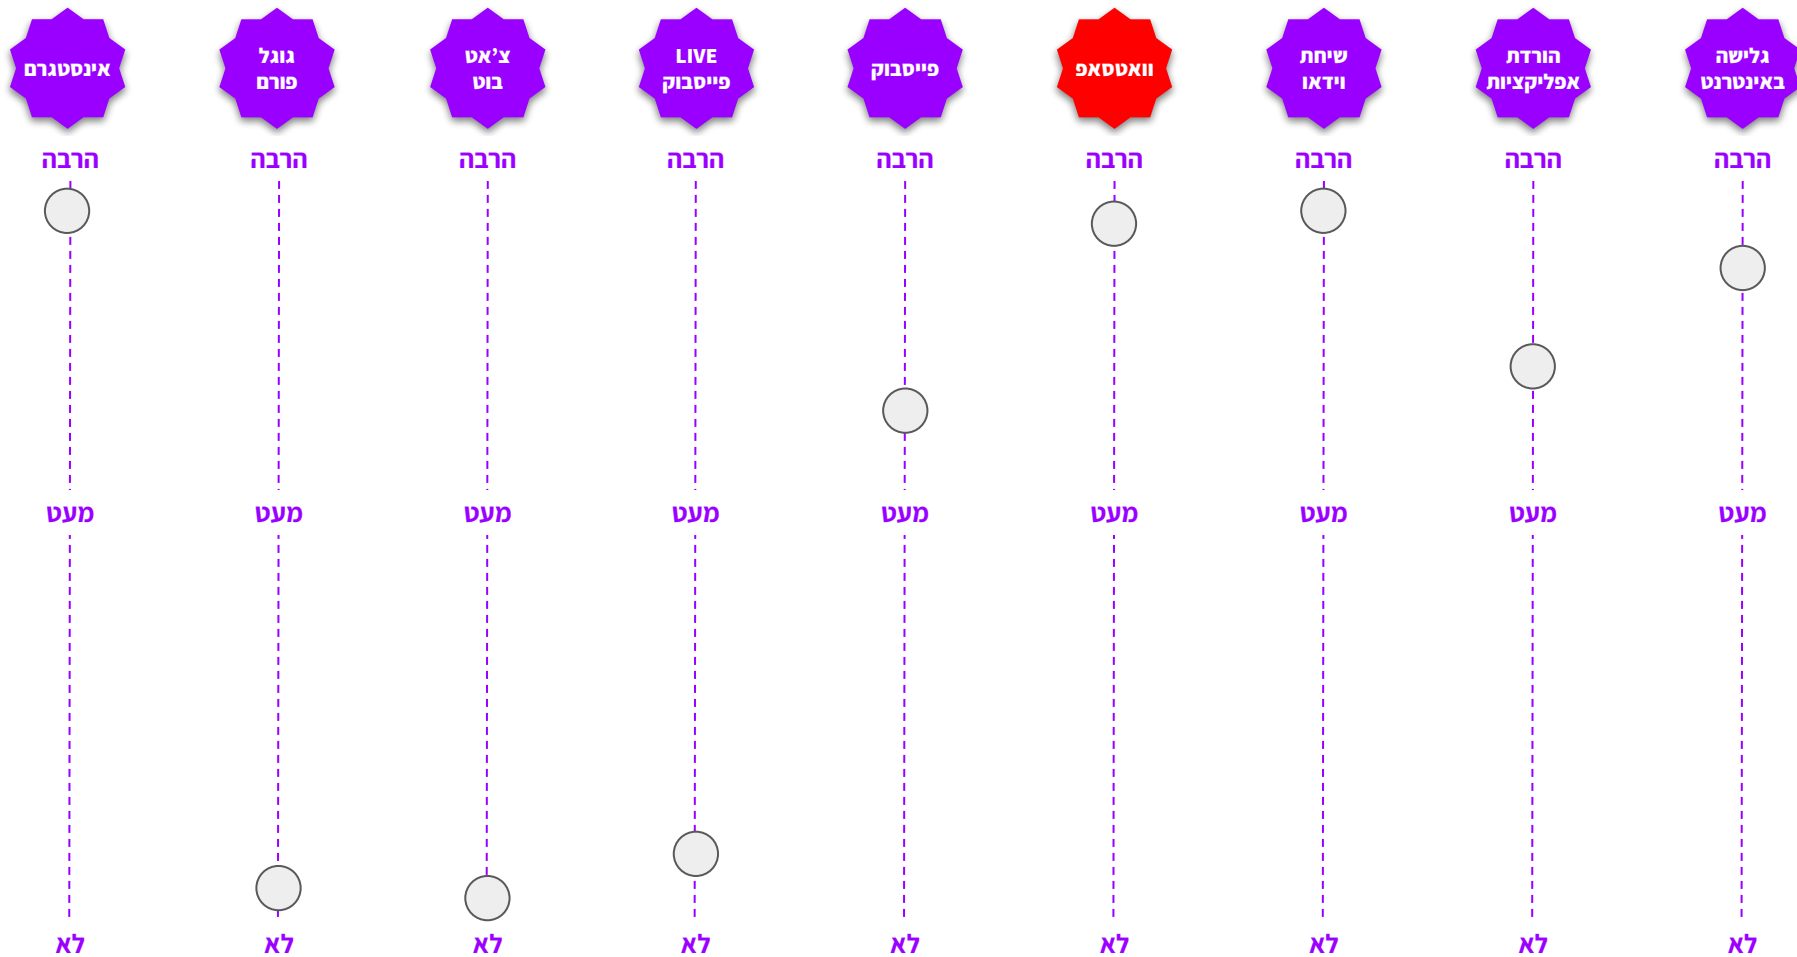 גלישה
באינטרנט
הורדת
אפליקציות
שיחת
וידאו
וואטסאפ
פייסבוק
LIVE
פייסבוק
צ'אט
בוט
גוגל
פורם
אינסטגרם
הרבה הרבה הרבה הרבה הרבה הרבה הרבה הרבה הרבה
מעט מעט מעט מעט מעט מעט מעט מעט מעט
לא לא לא לא לא לא לא לא לא